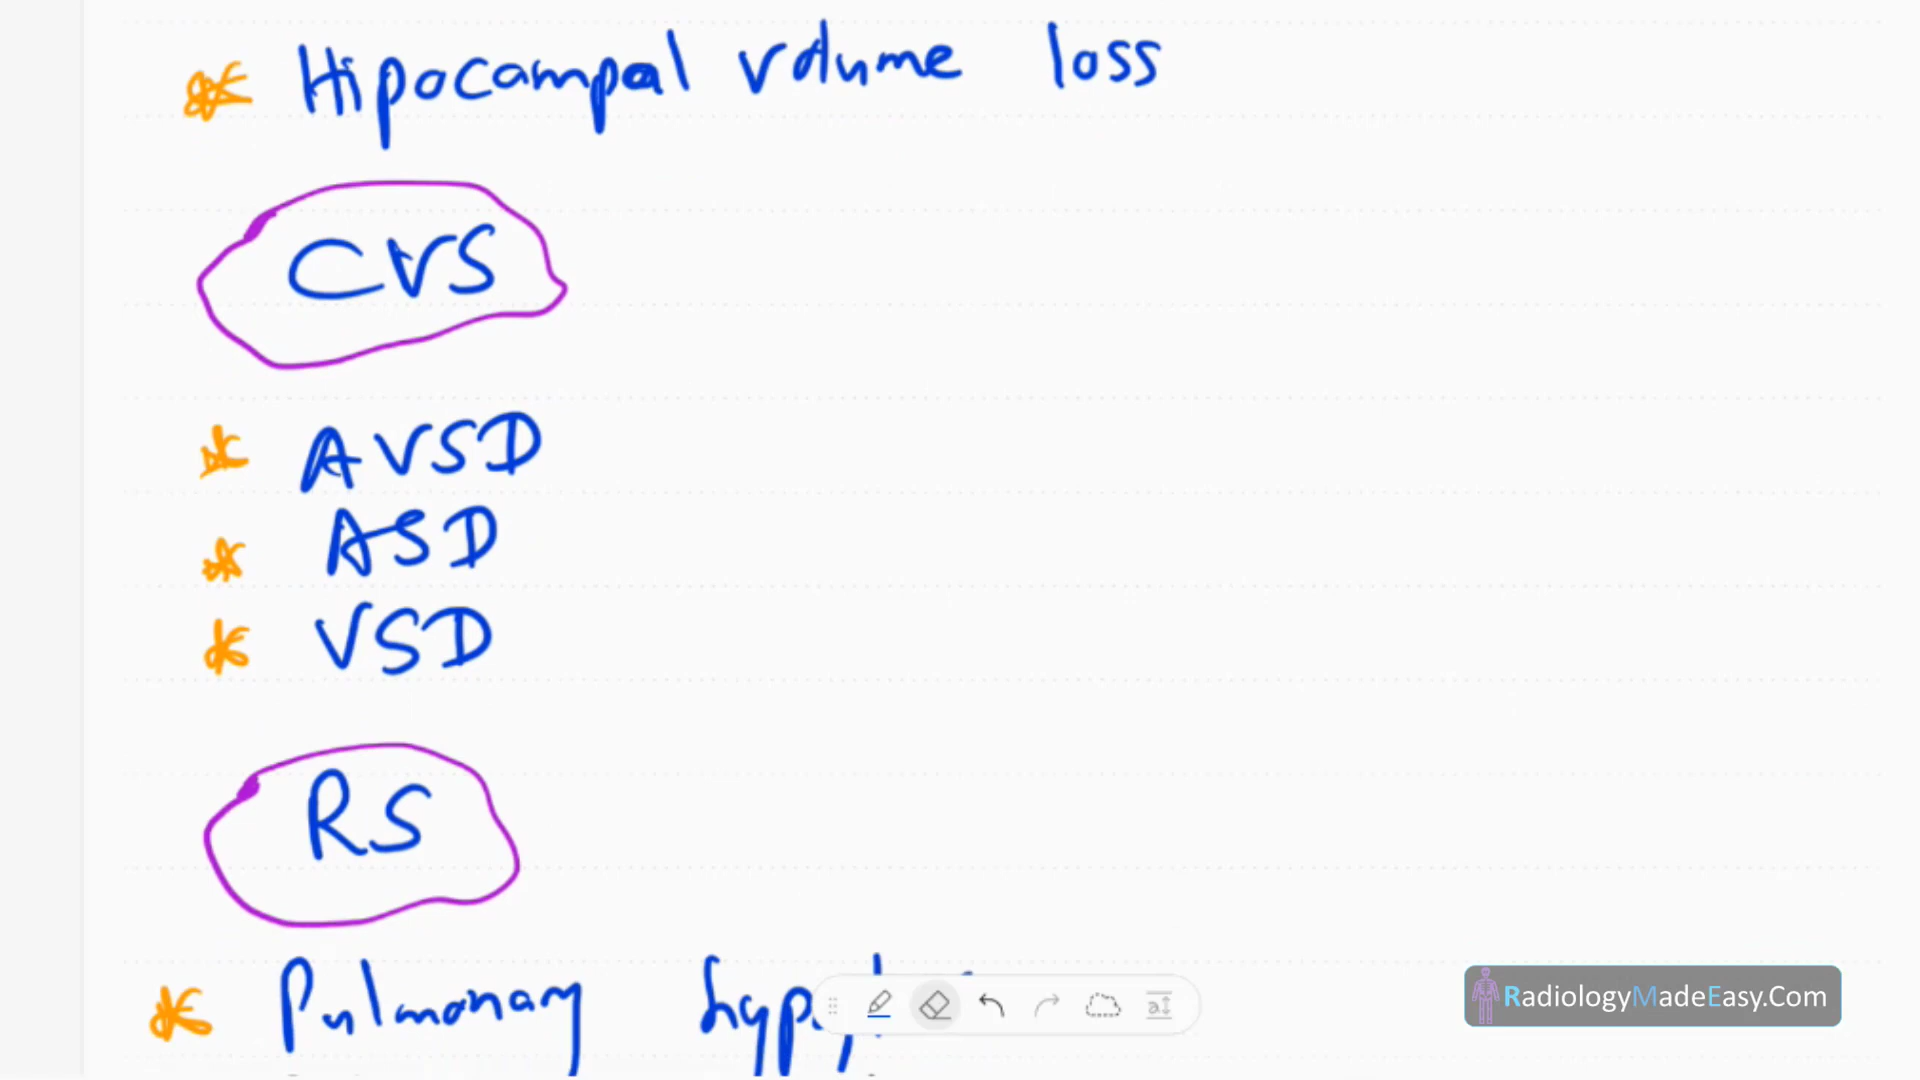 * Hipocampal volume loss
CVS
* AVSD
* ASD
* VSD
RS
* Pulmonary
RadiologyMadeEasy.Com